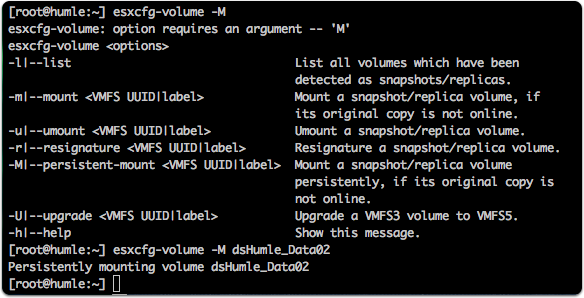 [root@humle:~] esxcfg-volume -M
esxcfg-volume: option requires an argument -- 'M'
esxcfg-volume <options>
-l|--list                              List all volumes which have been
                                       detected as snapshots/replicas.
-m|--mount <VMFS UUID|label>           Mount a snapshot/replica volume, if
                                       its original copy is not online.
-u|--umount <VMFS UUID|label>          Umount a snapshot/replica volume.
-r|--resignature <VMFS UUID|label>     Resignature a snapshot/replica volume.
-M|--persistent-mount <VMFS UUID|label>  Mount a snapshot/replica volume
                                       persistently, if its original copy is
                                       not online.
-U|--upgrade <VMFS UUID|label>         Upgrade a VMFS3 volume to VMFS5.
-h|--help                              Show this message.
[root@humle:~] esxcfg-volume -M dsHumle_Data02
Persistently mounting volume dsHumle_Data02
[root@humle:~]